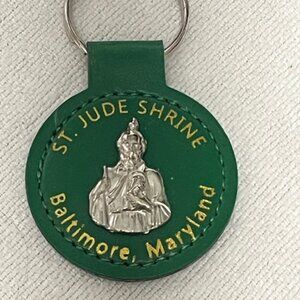 ST. JUDE SHRINE
Baltimore, Maryland